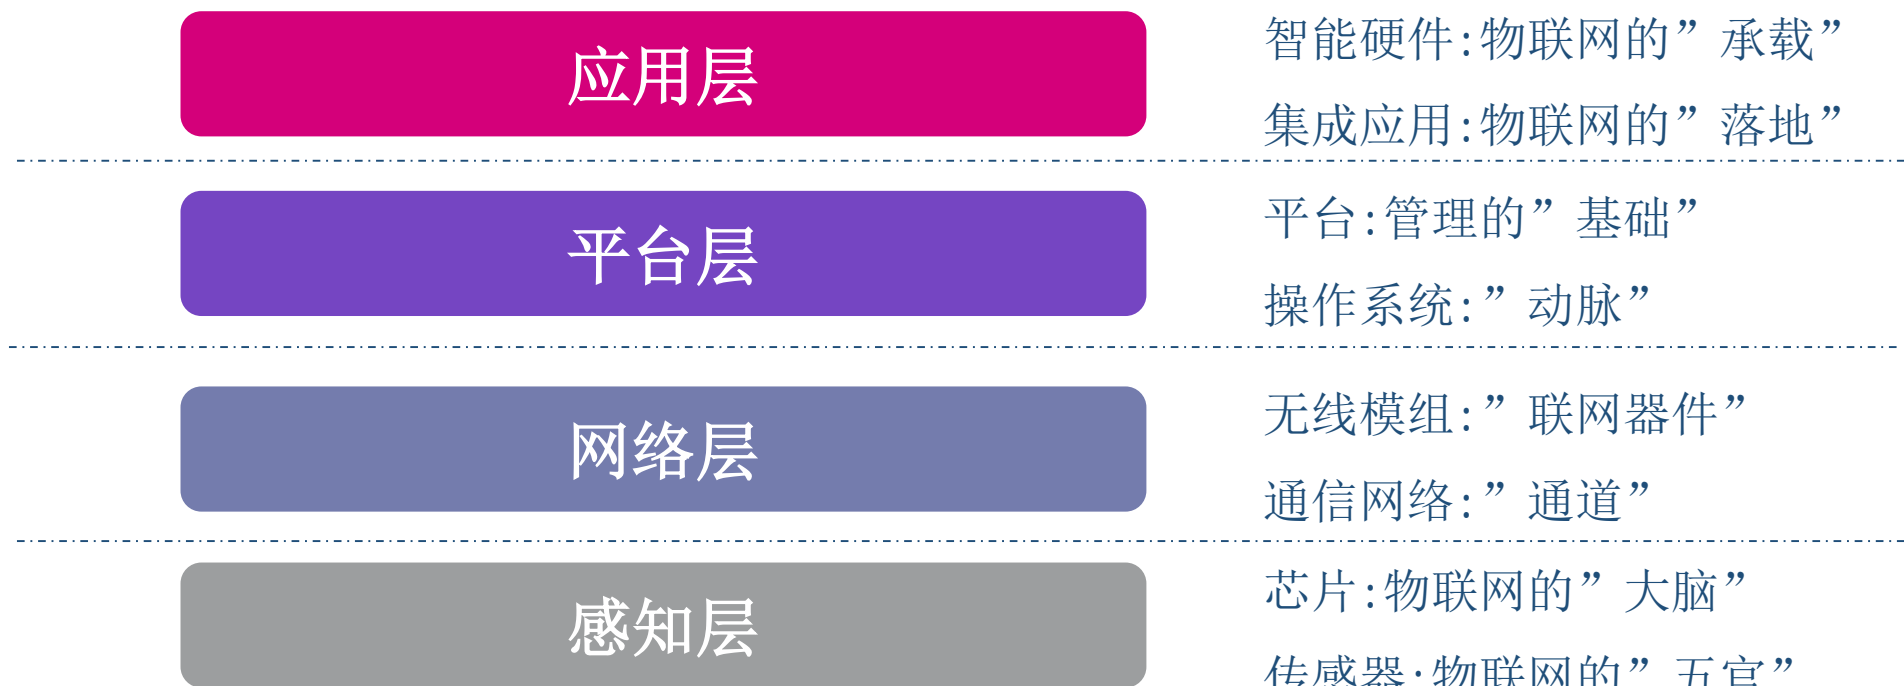 应用层
智能硬件:物联网的”承载”
集成应用:物联网的”落地”
平台层
平台:管理的”基础”
操作系统:”动脉”
网络层
无线模组:”联网器件”
通信网络:”通道”
感知层
芯片:物联网的”大脑”
传感器:物联网的”五官”